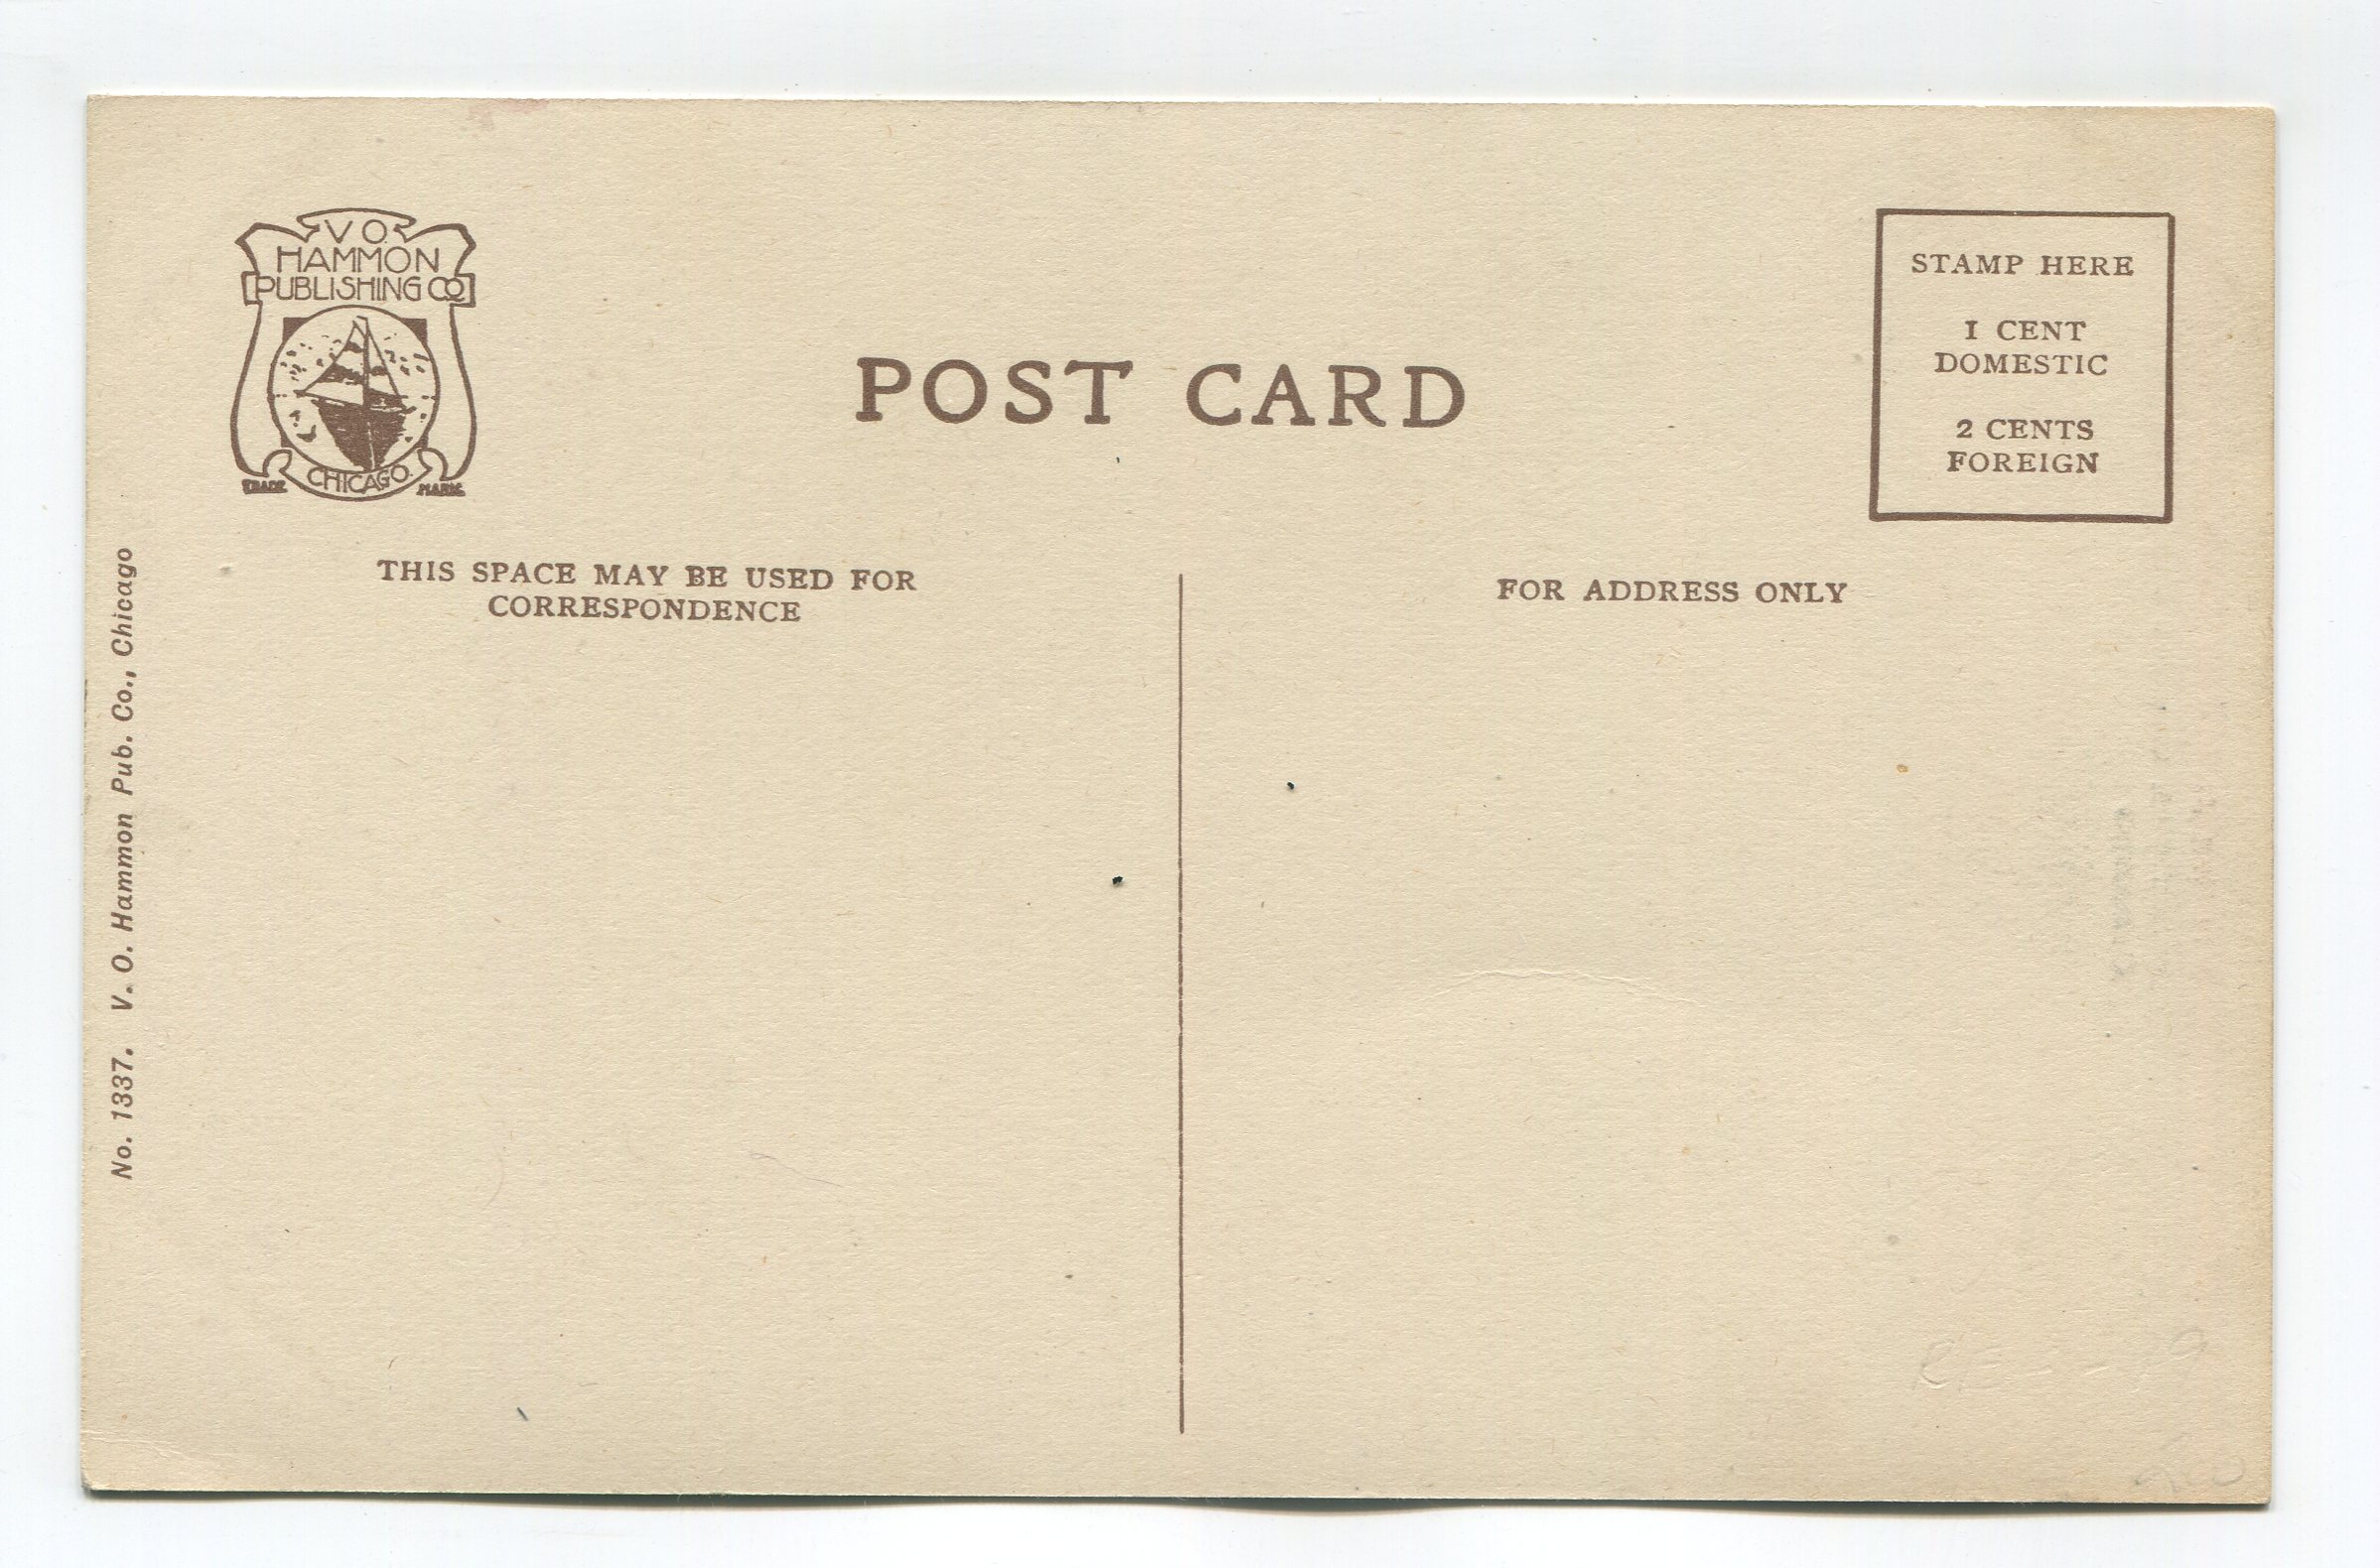 V O.
HAMMON
PUBLISHING CO
CHICAGO.
TRADE MARK
POST CARD
STAMP HERE
1 CENT
DOMESTIC
2 CENTS
FOREIGN
THIS SPACE MAY BE USED FOR
CORRESPONDENCE
FOR ADDRESS ONLY
No. 1337. V. O. Hammon Pub. Co., Chicago